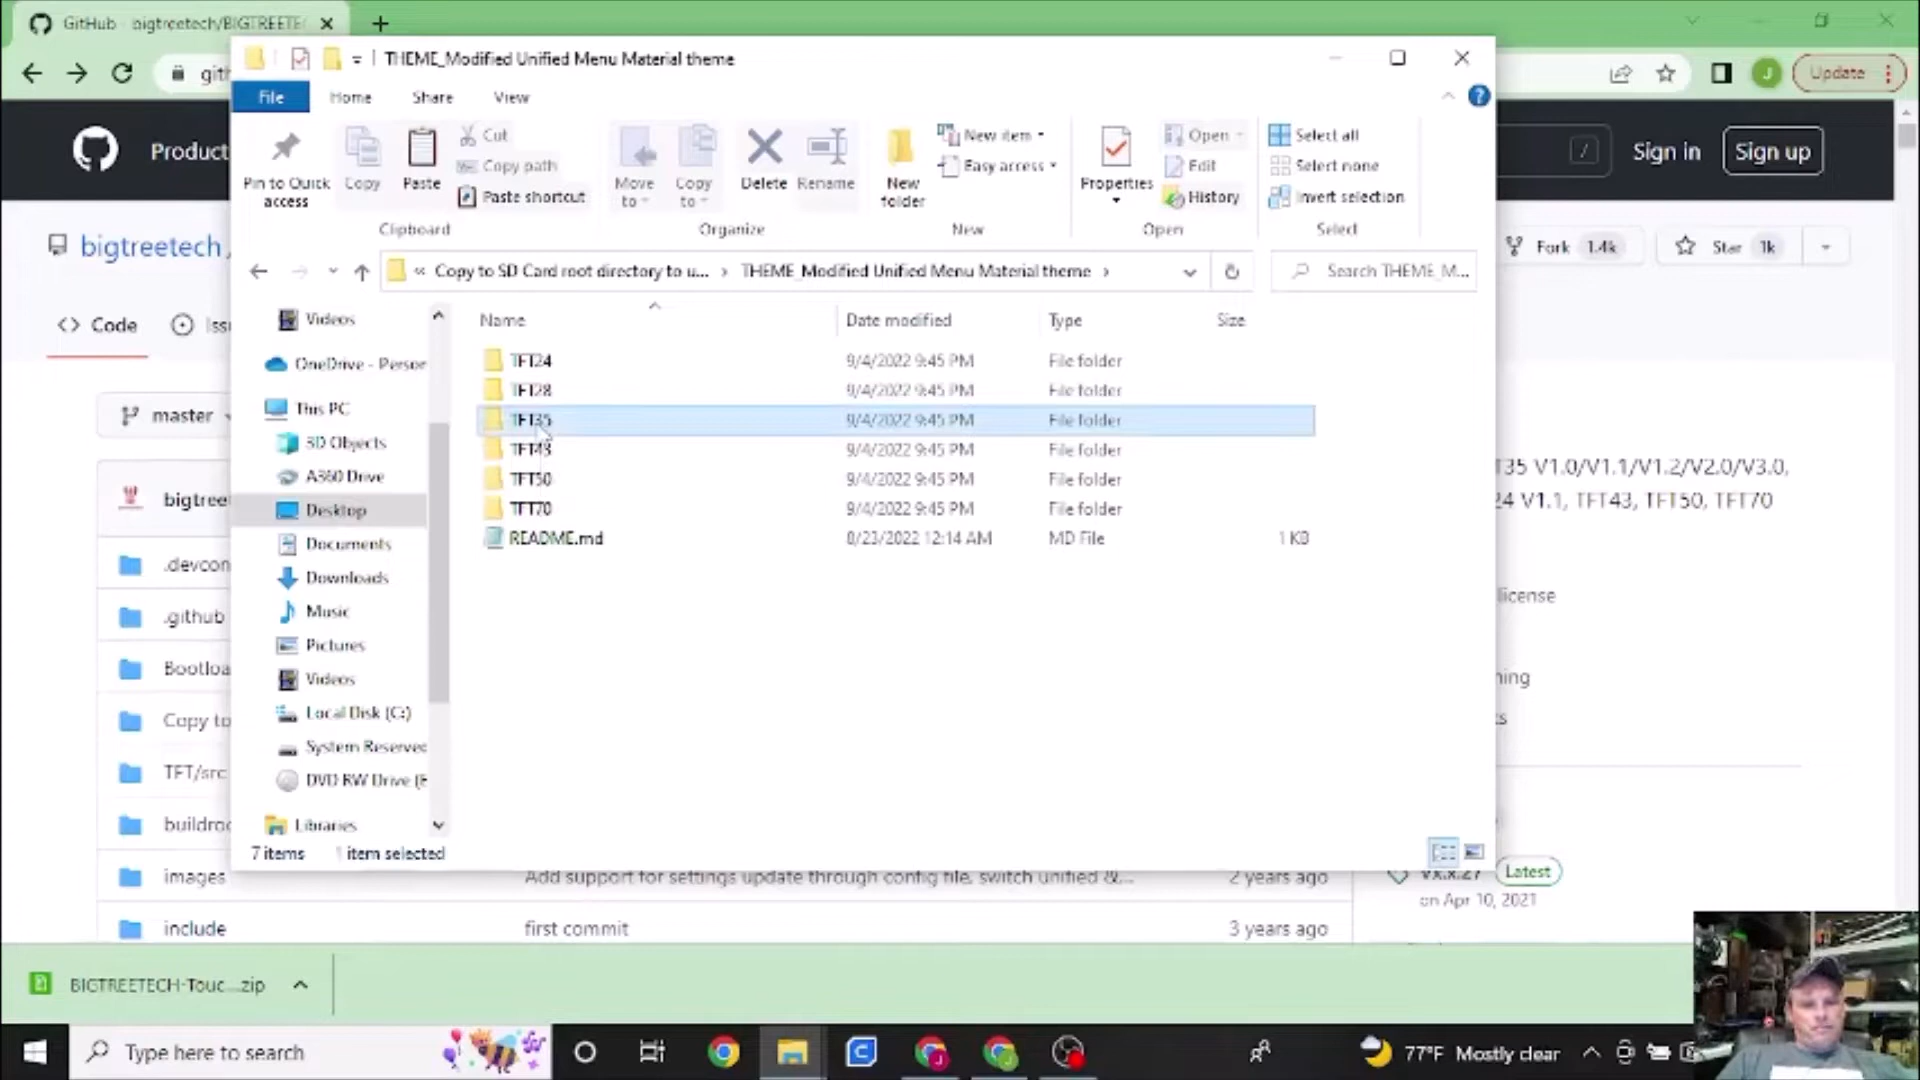 GitHub - bigtreetech/BIGTREETE
gith
Update
J
THEME_Modified Unified Menu Material theme
File
Home
Share
View
Pin to Quick access
Copy
Paste
Cut
Copy path
Paste shortcut
Move to
Copy to
Delete
Rename
New folder
New item
Easy access
Properties
Open
Edit
History
Select all
Select none
Invert selection
Clipboard
Organize
New
Open
Select
Product
/
Sign in
Sign up
bigtreetech /
Fork 1.4k
Star 1k
« Copy to SD Card root directory to u... › THEME_Modified Unified Menu Material theme ›
Search THEME_M...
Code
Issu
Name
Date modified
Type
Size
TFT24 9/4/2022 9:45 PM File folder
TFT28 9/4/2022 9:45 PM File folder
TFT35 9/4/2022 9:45 PM File folder
TFT43 9/4/2022 9:45 PM File folder
TFT50 9/4/2022 9:45 PM File folder
TFT70 9/4/2022 9:45 PM File folder
README.md 8/23/2022 12:14 AM MD File 1 KB
Videos
OneDrive - Person
This PC
3D Objects
A360 Drive
Desktop
Documents
Downloads
Music
Pictures
Videos
Local Disk (C:)
System Reserved
DVD RW Drive (E
Libraries
7 items
1 item selected
master
bigtree
.devcon
.github
Bootloa
Copy to
TFT/src
buildroo
images
Add support for settings update through config file, switch unified &...
2 years ago
include
first commit
3 years ago
T35 V1.0/V1.1/V1.2/V2.0/V3.0,
24 V1.1, TFT43, TFT50, TFT70
license
ning
ts
Vx.x.27
Latest
on Apr 10, 2021
BIGTREETECH-Touc...zip
Type here to search
77°F Mostly clear